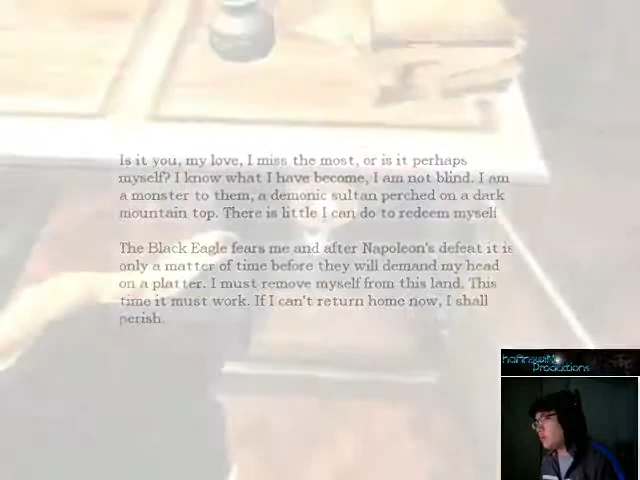 Is it you, my love, I miss the most, or is it perhaps
myself? I know what I have become, I am not blind. I am
a monster to them, a demonic sultan perched on a dark
mountain top. There is little I can do to redeem myself
The Black Eagle fears me and after Napoleon's defeat it is
only a matter of time before they will demand my head
on a platter. I must remove myself from this land. This
time it must work. If I can't return home now, I shall
perish.
Productions